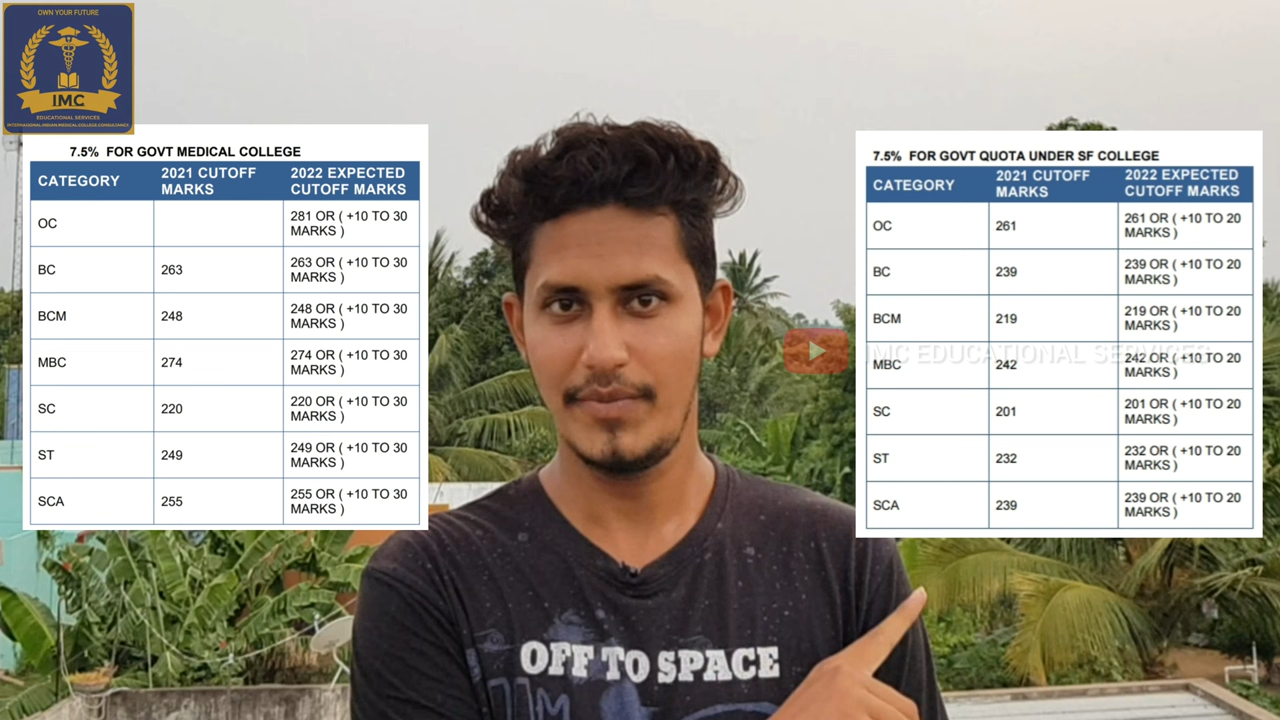 OWN YOUR FUTURE
IMC
EDUCATIONAL SERVICES
INTERNATIONAL INDIAN MEDICAL COLLEGE CONSULTANCY
7.5% FOR GOVT MEDICAL COLLEGE
CATEGORY
2021 CUTOFF
MARKS
2022 EXPECTED
CUTOFF MARKS
OC
281 OR ( +10 TO 30
MARKS )
BC
263
263 OR ( +10 TO 30
MARKS )
BCM
248
248 OR ( +10 TO 30
MARKS )
MBC
274
274 OR ( +10 TO 30
MARKS )
SC
220
220 OR ( +10 TO 30
MARKS )
ST
249
249 OR ( +10 TO 30
MARKS )
SCA
255
255 OR ( +10 TO 30
MARKS )
7.5% FOR GOVT QUOTA UNDER SF COLLEGE
CATEGORY
2021 CUTOFF
MARKS
2022 EXPECTED
CUTOFF MARKS
OC
261
261 OR ( +10 TO 20
MARKS )
BC
239
239 OR ( +10 TO 20
MARKS )
BCM
219
219 OR ( +10 TO 20
MARKS )
IMC EDUCATIONAL SERVICES
MBC
242
242 OR ( +10 TO 20
MARKS )
SC
201
201 OR ( +10 TO 20
MARKS )
ST
232
232 OR ( +10 TO 20
MARKS )
SCA
239
239 OR ( +10 TO 20
MARKS )
OFF TO SPACE